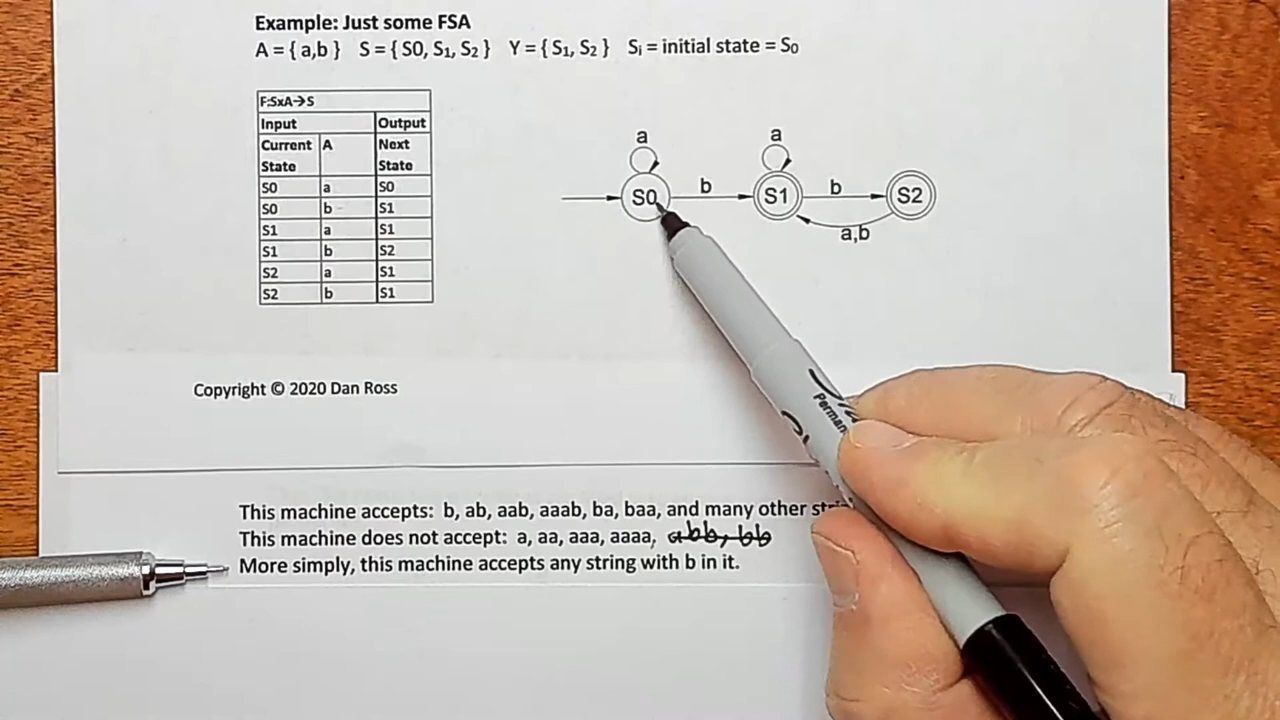 Example: Just some FSA
A = { a,b }  S = { S0, S₁, S₂ }  Y = { S₁, S₂ }  Sᵢ = initial state = S₀
F:SxA→S
Input Output
Current State A Next State
S0 a S0
S0 b S1
S1 a S1
S1 b S2
S2 a S1
S2 b S1
a a
S0 b S1 b S2
a,b
Copyright © 2020 Dan Ross
Perman
This machine accepts: b, ab, aab, aaab, ba, baa, and many other
This machine does not accept: a, aa, aaa, aaaa, abb, bb
More simply, this machine accepts any string with b in it.